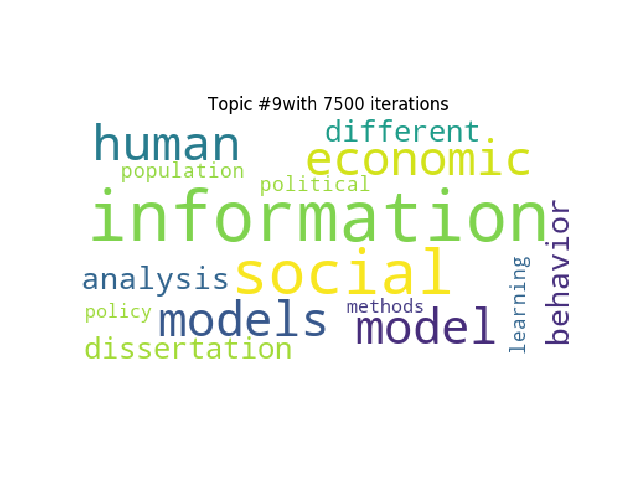 Topic #9with 7500 iterations
human
different
economic
population
political
information
behavior
analysis
social
learning
policy
models
methods
model
dissertation